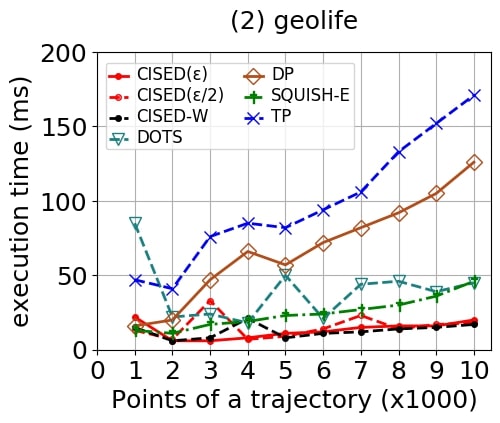 (2) geolife
execution time (ms)
200
150
100
50
0
CISED(ε)
CISED(ε/2)
CISED-W
DOTS
DP
SQUISH-E
TP
0 1 2 3 4 5 6 7 8 9 10
Points of a trajectory (x1000)